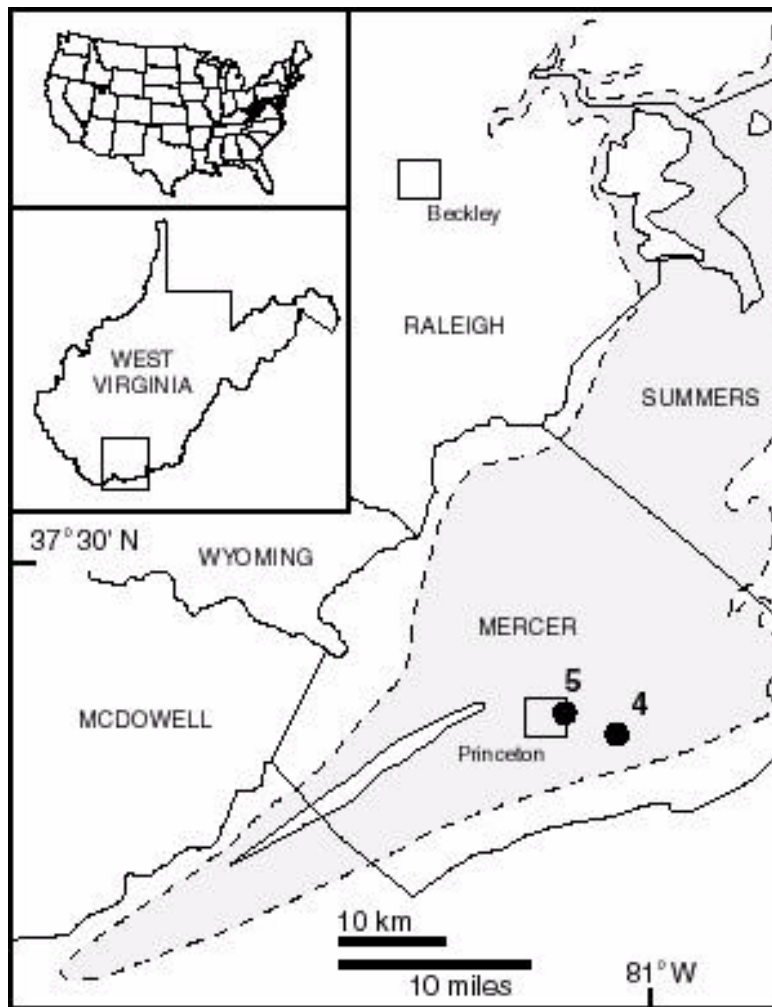 Beckley
RALEIGH
WEST
VIRGINIA
SUMMERS
37°30' N
WYOMING
MERCER
5
4
MCDOWELL
Princeton
10 km
10 miles
81°W